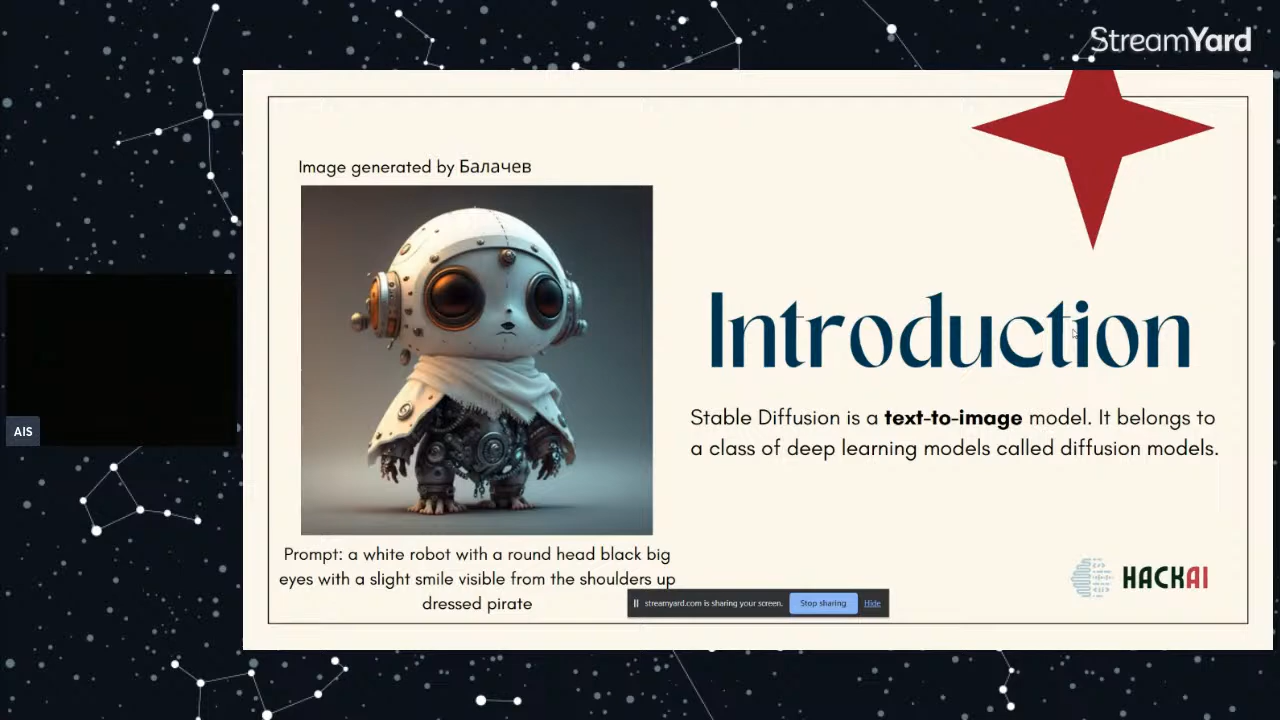 StreamYard
Image generated by Балачев
Introduction
Stable Diffusion is a text-to-image model. It belongs to
a class of deep learning models called diffusion models.
AIS
Prompt: a white robot with a round head black big
eyes with a slight smile visible from the shoulders up
dressed pirate
HACKAI
streamyard.com is sharing your screen.
Stop sharing
Hide